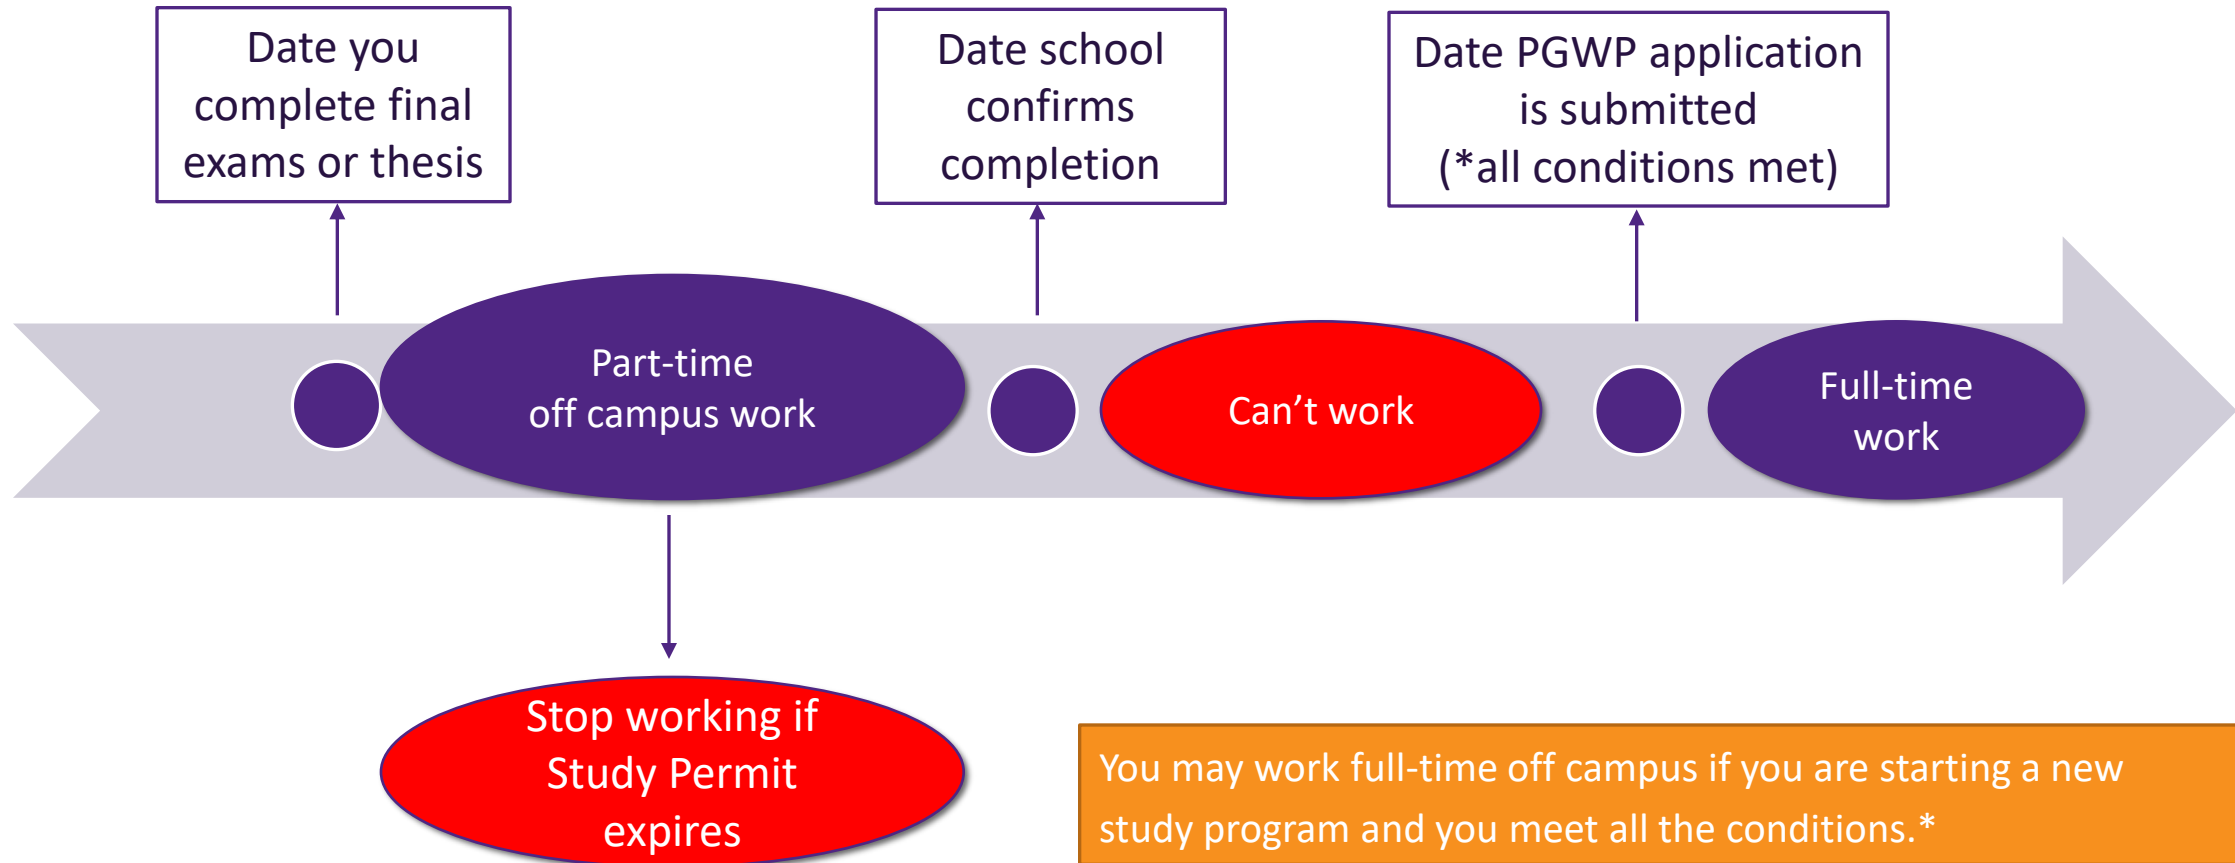 Date you
complete final
exams or thesis
Date school
confirms
completion
Date PGWP application
is submitted
(*all conditions met)
Part-time
off campus work
Can’t work
Full-time
work
Stop working if
Study Permit
expires
You may work full-time off campus if you are starting a new
study program and you meet all the conditions.*